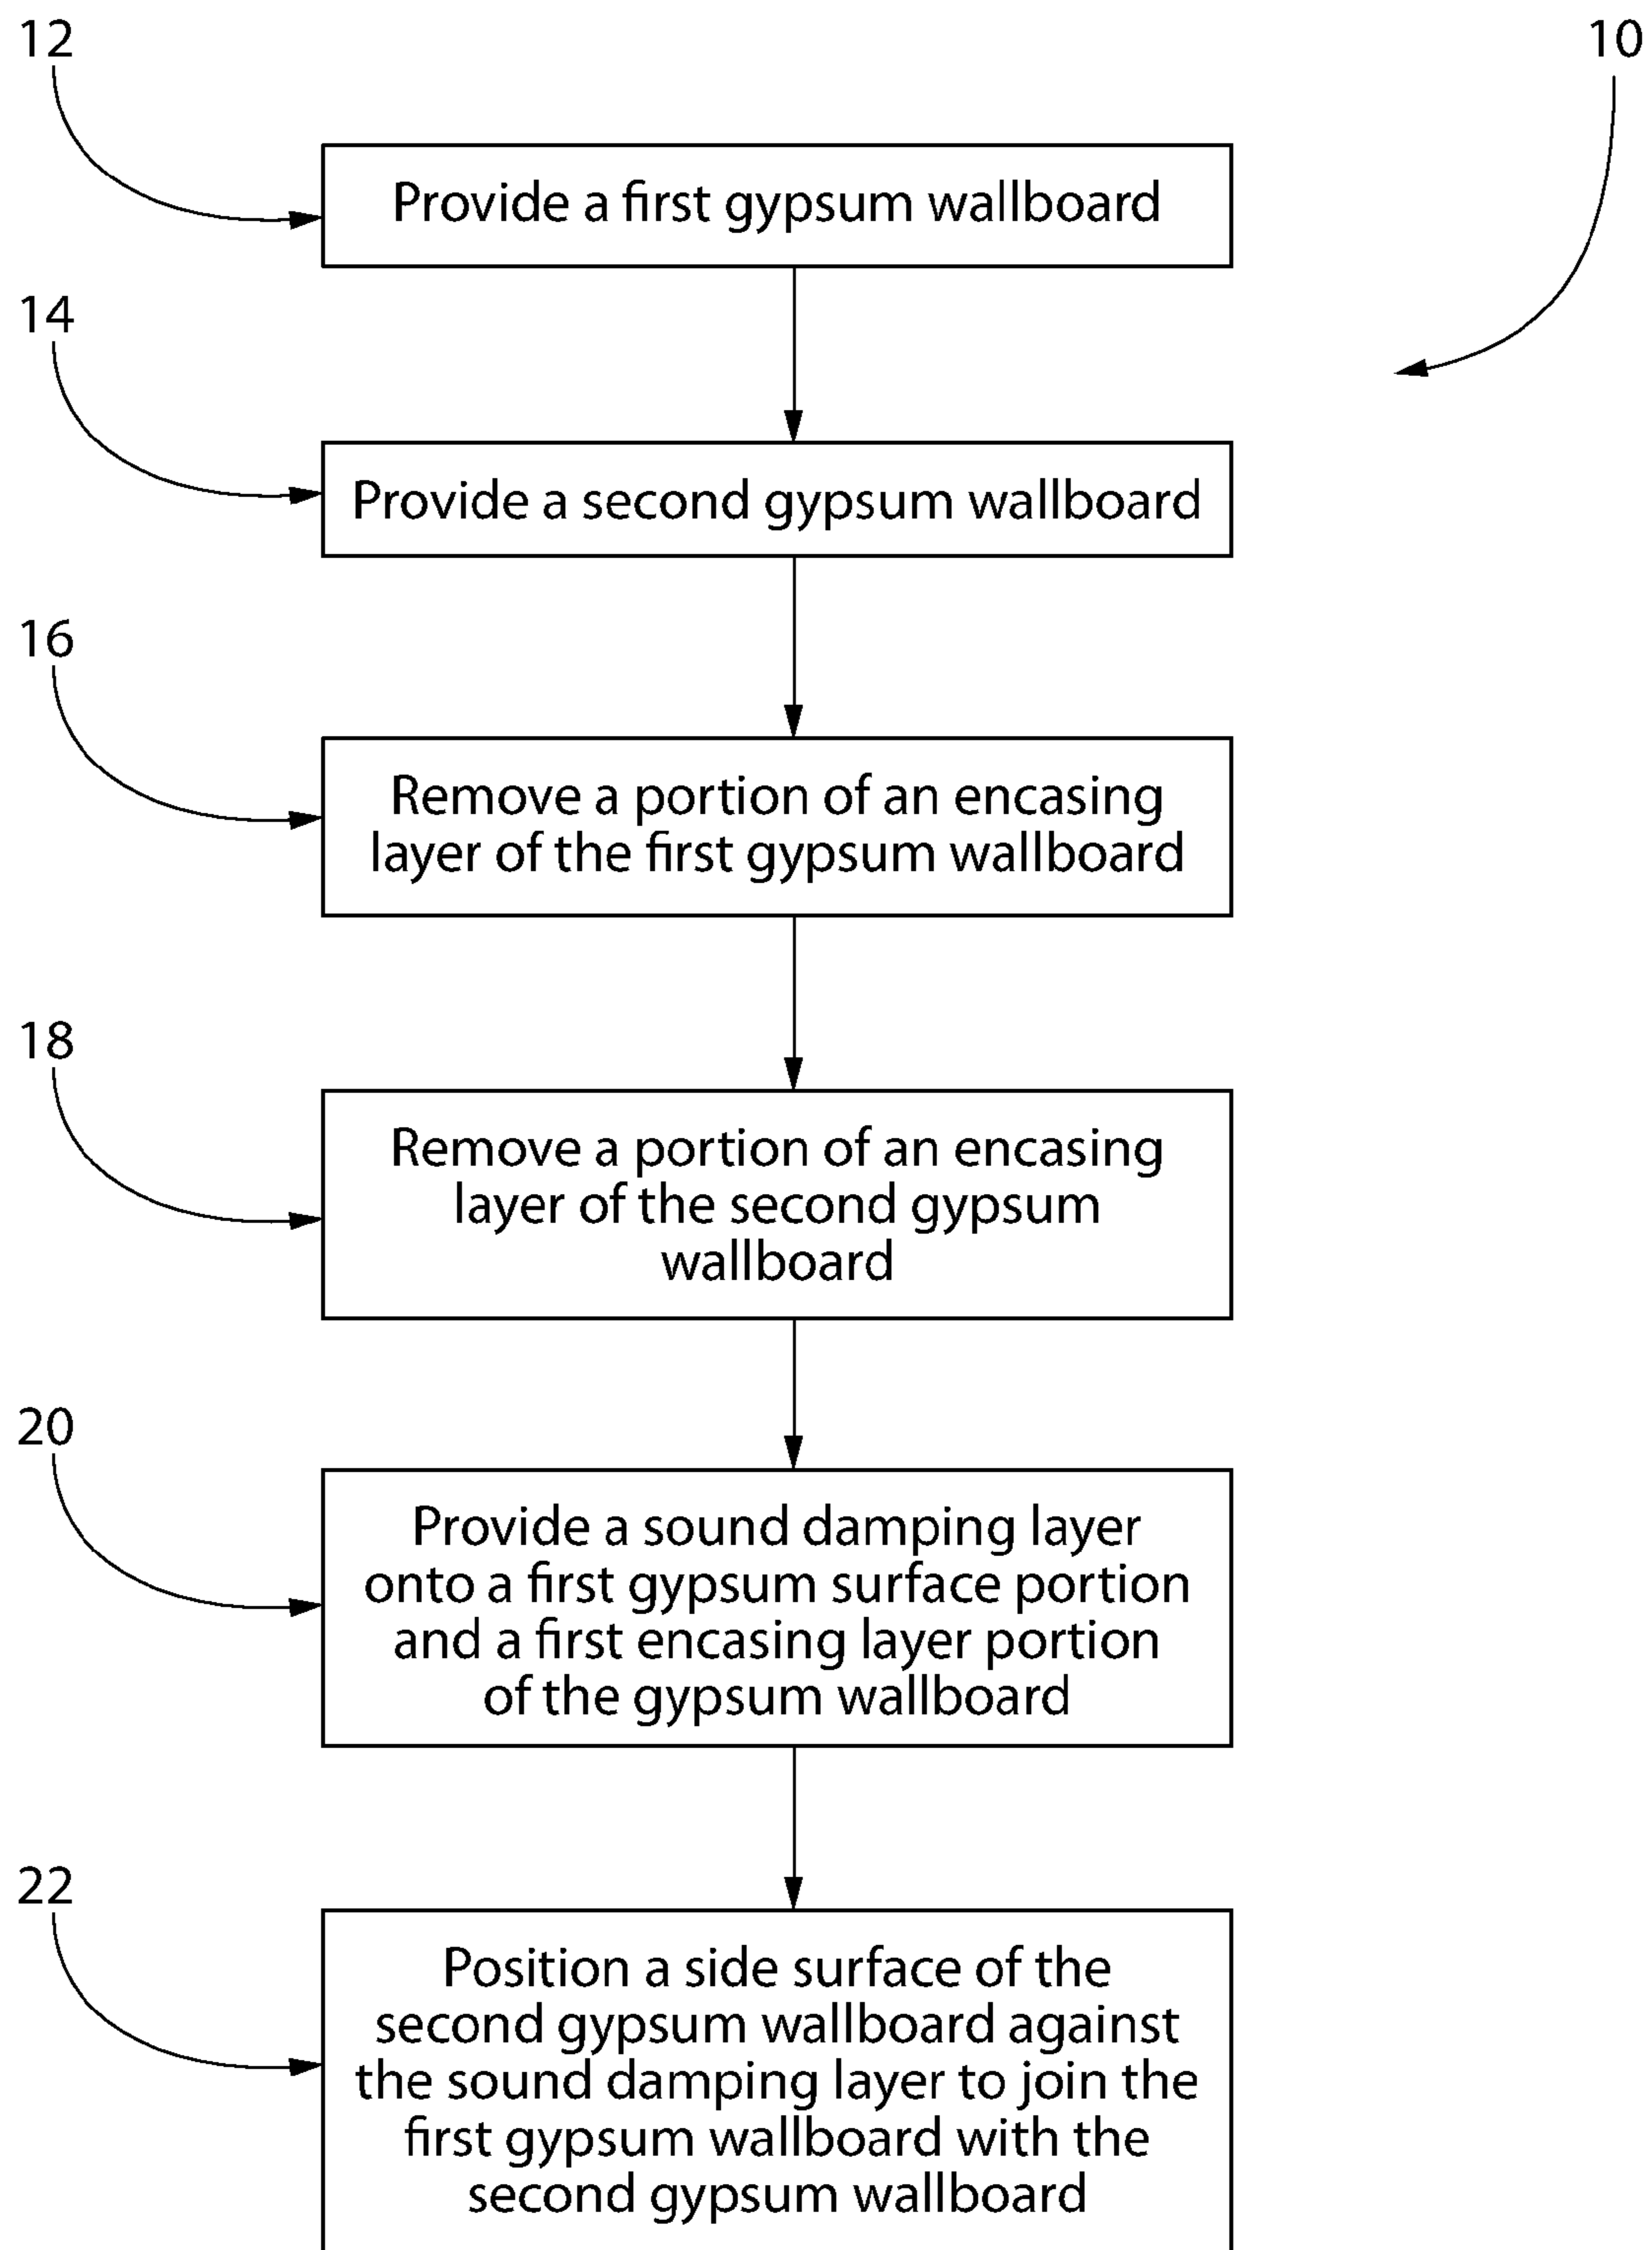 12
10
Provide a first gypsum wallboard
14
Provide a second gypsum wallboard
16
Remove a portion of an encasing
layer of the first gypsum wallboard
18
Remove a portion of an encasing
layer of the second gypsum
wallboard
20
Provide a sound damping layer
onto a first gypsum surface portion
and a first encasing layer portion
of the gypsum wallboard
22
Position a side surface of the
second gypsum wallboard against
the sound damping layer to join the
first gypsum wallboard with the
second gypsum wallboard